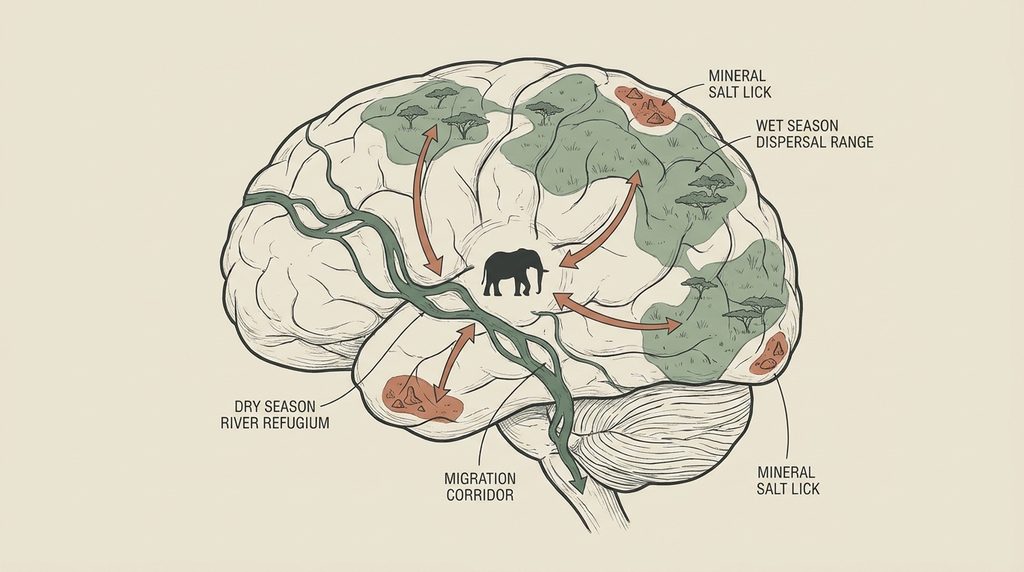 MINERAL
SALT LICK
WET SEASON
DISPERSAL RANGE
DRY SEASON
RIVER REFUGIUM
MIGRATION
CORRIDOR
MINERAL
SALT LICK